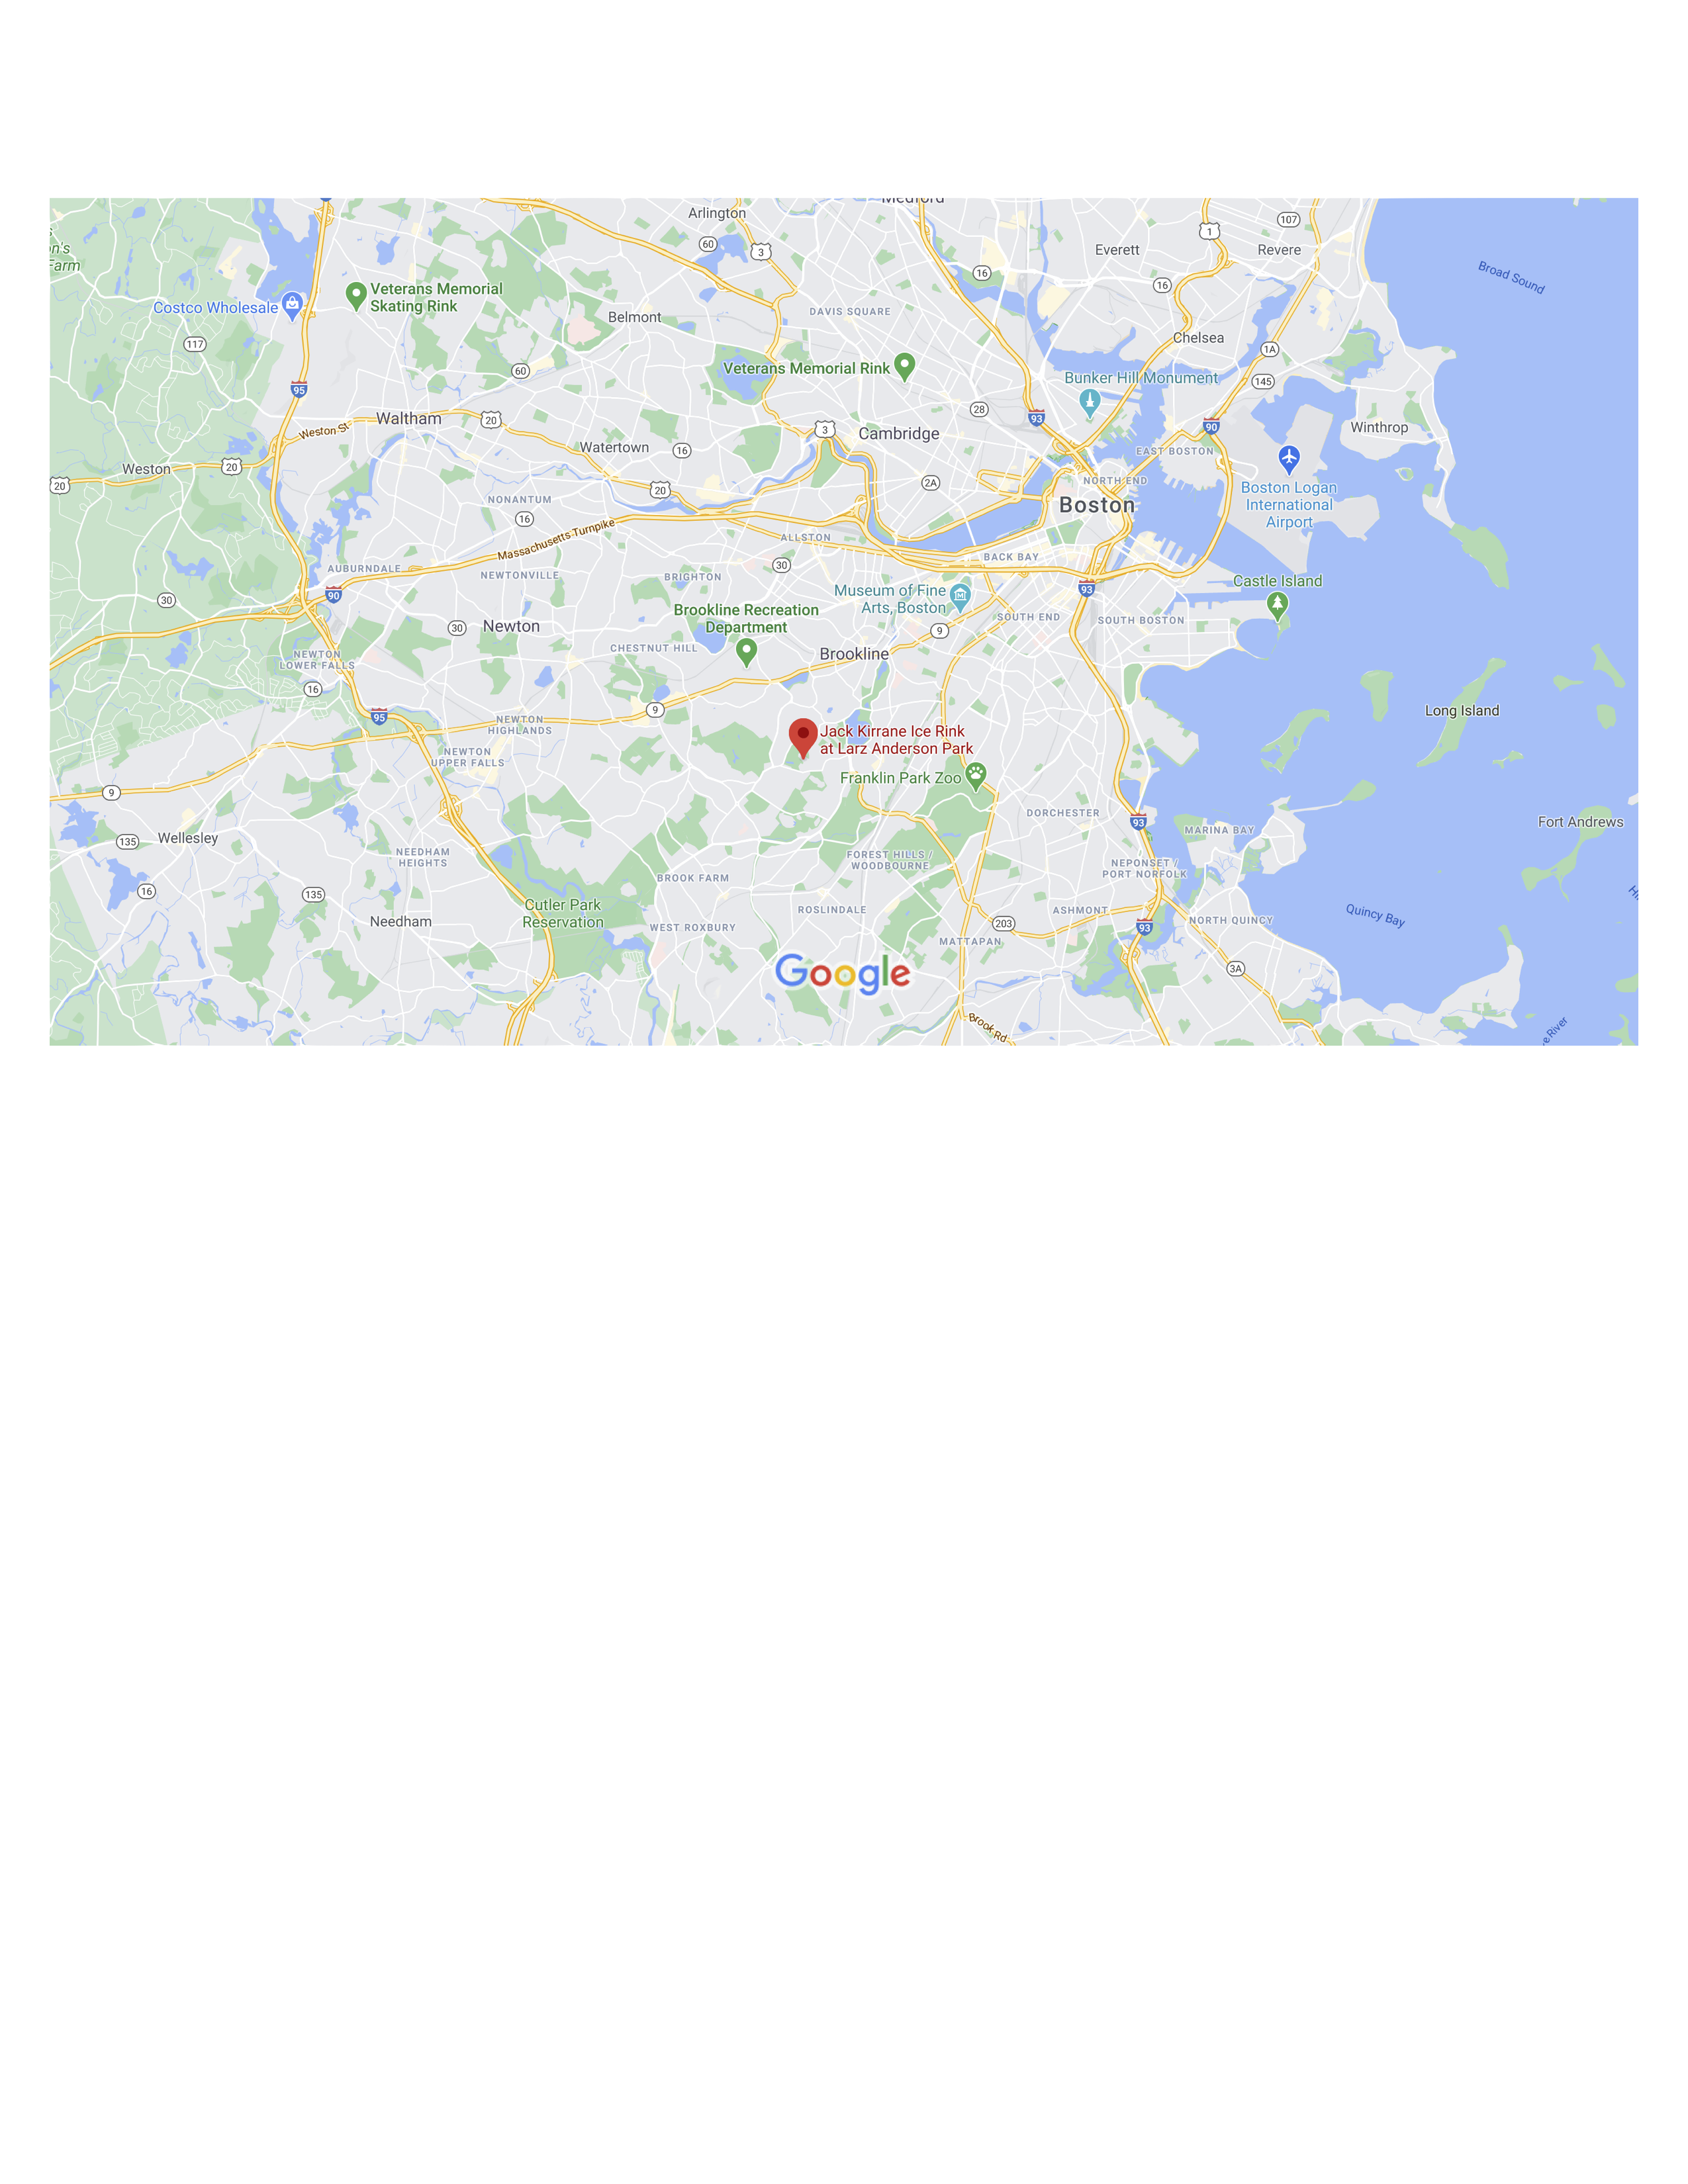 Medford
Arlington
107
1
60
3
Everett
Revere
on's
Farm
16
Broad Sound
16
Veterans Memorial
Skating Rink
Costco Wholesale
Belmont
DAVIS SQUARE
Chelsea
117
1A
60
Veterans Memorial Rink
Bunker Hill Monument
145
95
28
93
Waltham
20
Weston St
3
Cambridge
90
Winthrop
Watertown
16
EAST BOSTON
Weston
20
20
NORTH END
2A
20
Boston Logan
International
Airport
NONANTUM
Boston
16
Massachusetts Turnpike
ALLSTON
BACK BAY
AUBURNDALE
30
NEWTONVILLE
BRIGHTON
Castle Island
90
93
30
Museum of Fine
Arts, Boston
Brookline Recreation
Department
SOUTH END
SOUTH BOSTON
30
Newton
9
CHESTNUT HILL
Brookline
NEWTON
LOWER FALLS
16
9
Long Island
95
NEWTON
HIGHLANDS
Jack Kirrane Ice Rink
at Larz Anderson Park
NEWTON
UPPER FALLS
Franklin Park Zoo
9
DORCHESTER
93
MARINA BAY
Fort Andrews
135
Wellesley
NEEDHAM
HEIGHTS
FOREST HILLS /
WOODBOURNE
NEPONSET /
PORT NORFOLK
BROOK FARM
16
135
Cutler Park
Reservation
ROSLINDALE
ASHMONT
Quincy Bay
Needham
WEST ROXBURY
203
93
NORTH QUINCY
MATTAPAN
3A
Google
Brook Rd
e River